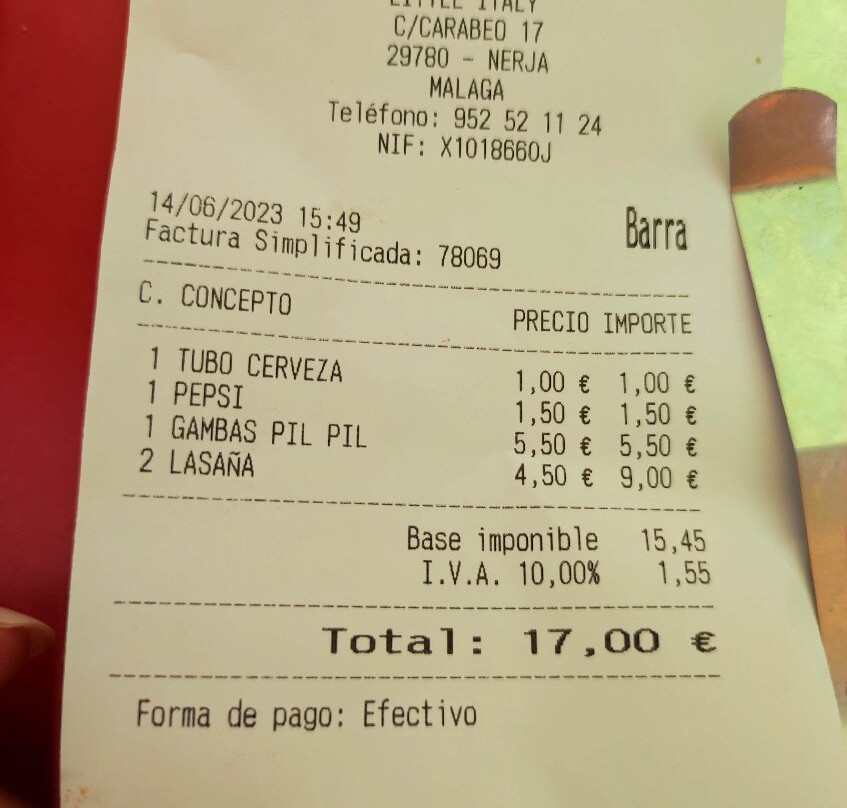 LITTLE ITALY
C/CARABEO 17
29780 - NERJA
MALAGA
Teléfono: 952 52 11 24
NIF: X1018660J
14/06/2023 15:49
Barra
Factura Simplificada: 78069
C. CONCEPTO PRECIO IMPORTE
1 TUBO CERVEZA 1,00 € 1,00 €
1 PEPSI 1,50 € 1,50 €
1 GAMBAS PIL PIL 5,50 € 5,50 €
2 LASAÑA 4,50 € 9,00 €
Base imponible 15,45
I.V.A. 10,00% 1,55
Total: 17,00 €
Forma de pago: Efectivo